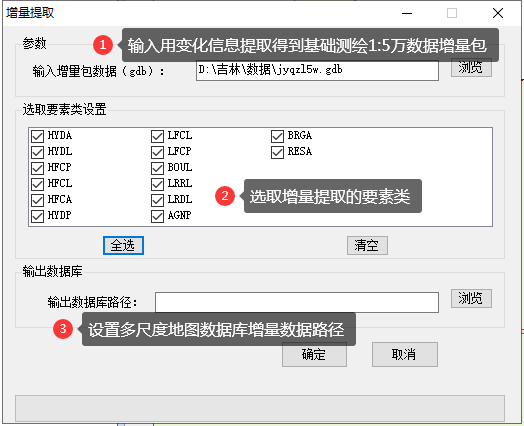 增量提取
参数
1 输入用变化信息提取得到基础测绘1:5万数据增量包
输入增量包数据（gdb）： D:\吉林\数据\jyqzl5w.gdb 浏览
选取要素类设置
HYDA LFCL BRGA
HYDL LFCP RESA
HFCP BOUL
HFCL LRRL
HFCA LRDL
HYDP AGNP
2 选取增量提取的要素类
全选 清空
输出数据库
输出数据库路径： 浏览
3 设置多尺度地图数据库增量数据路径
确定 取消